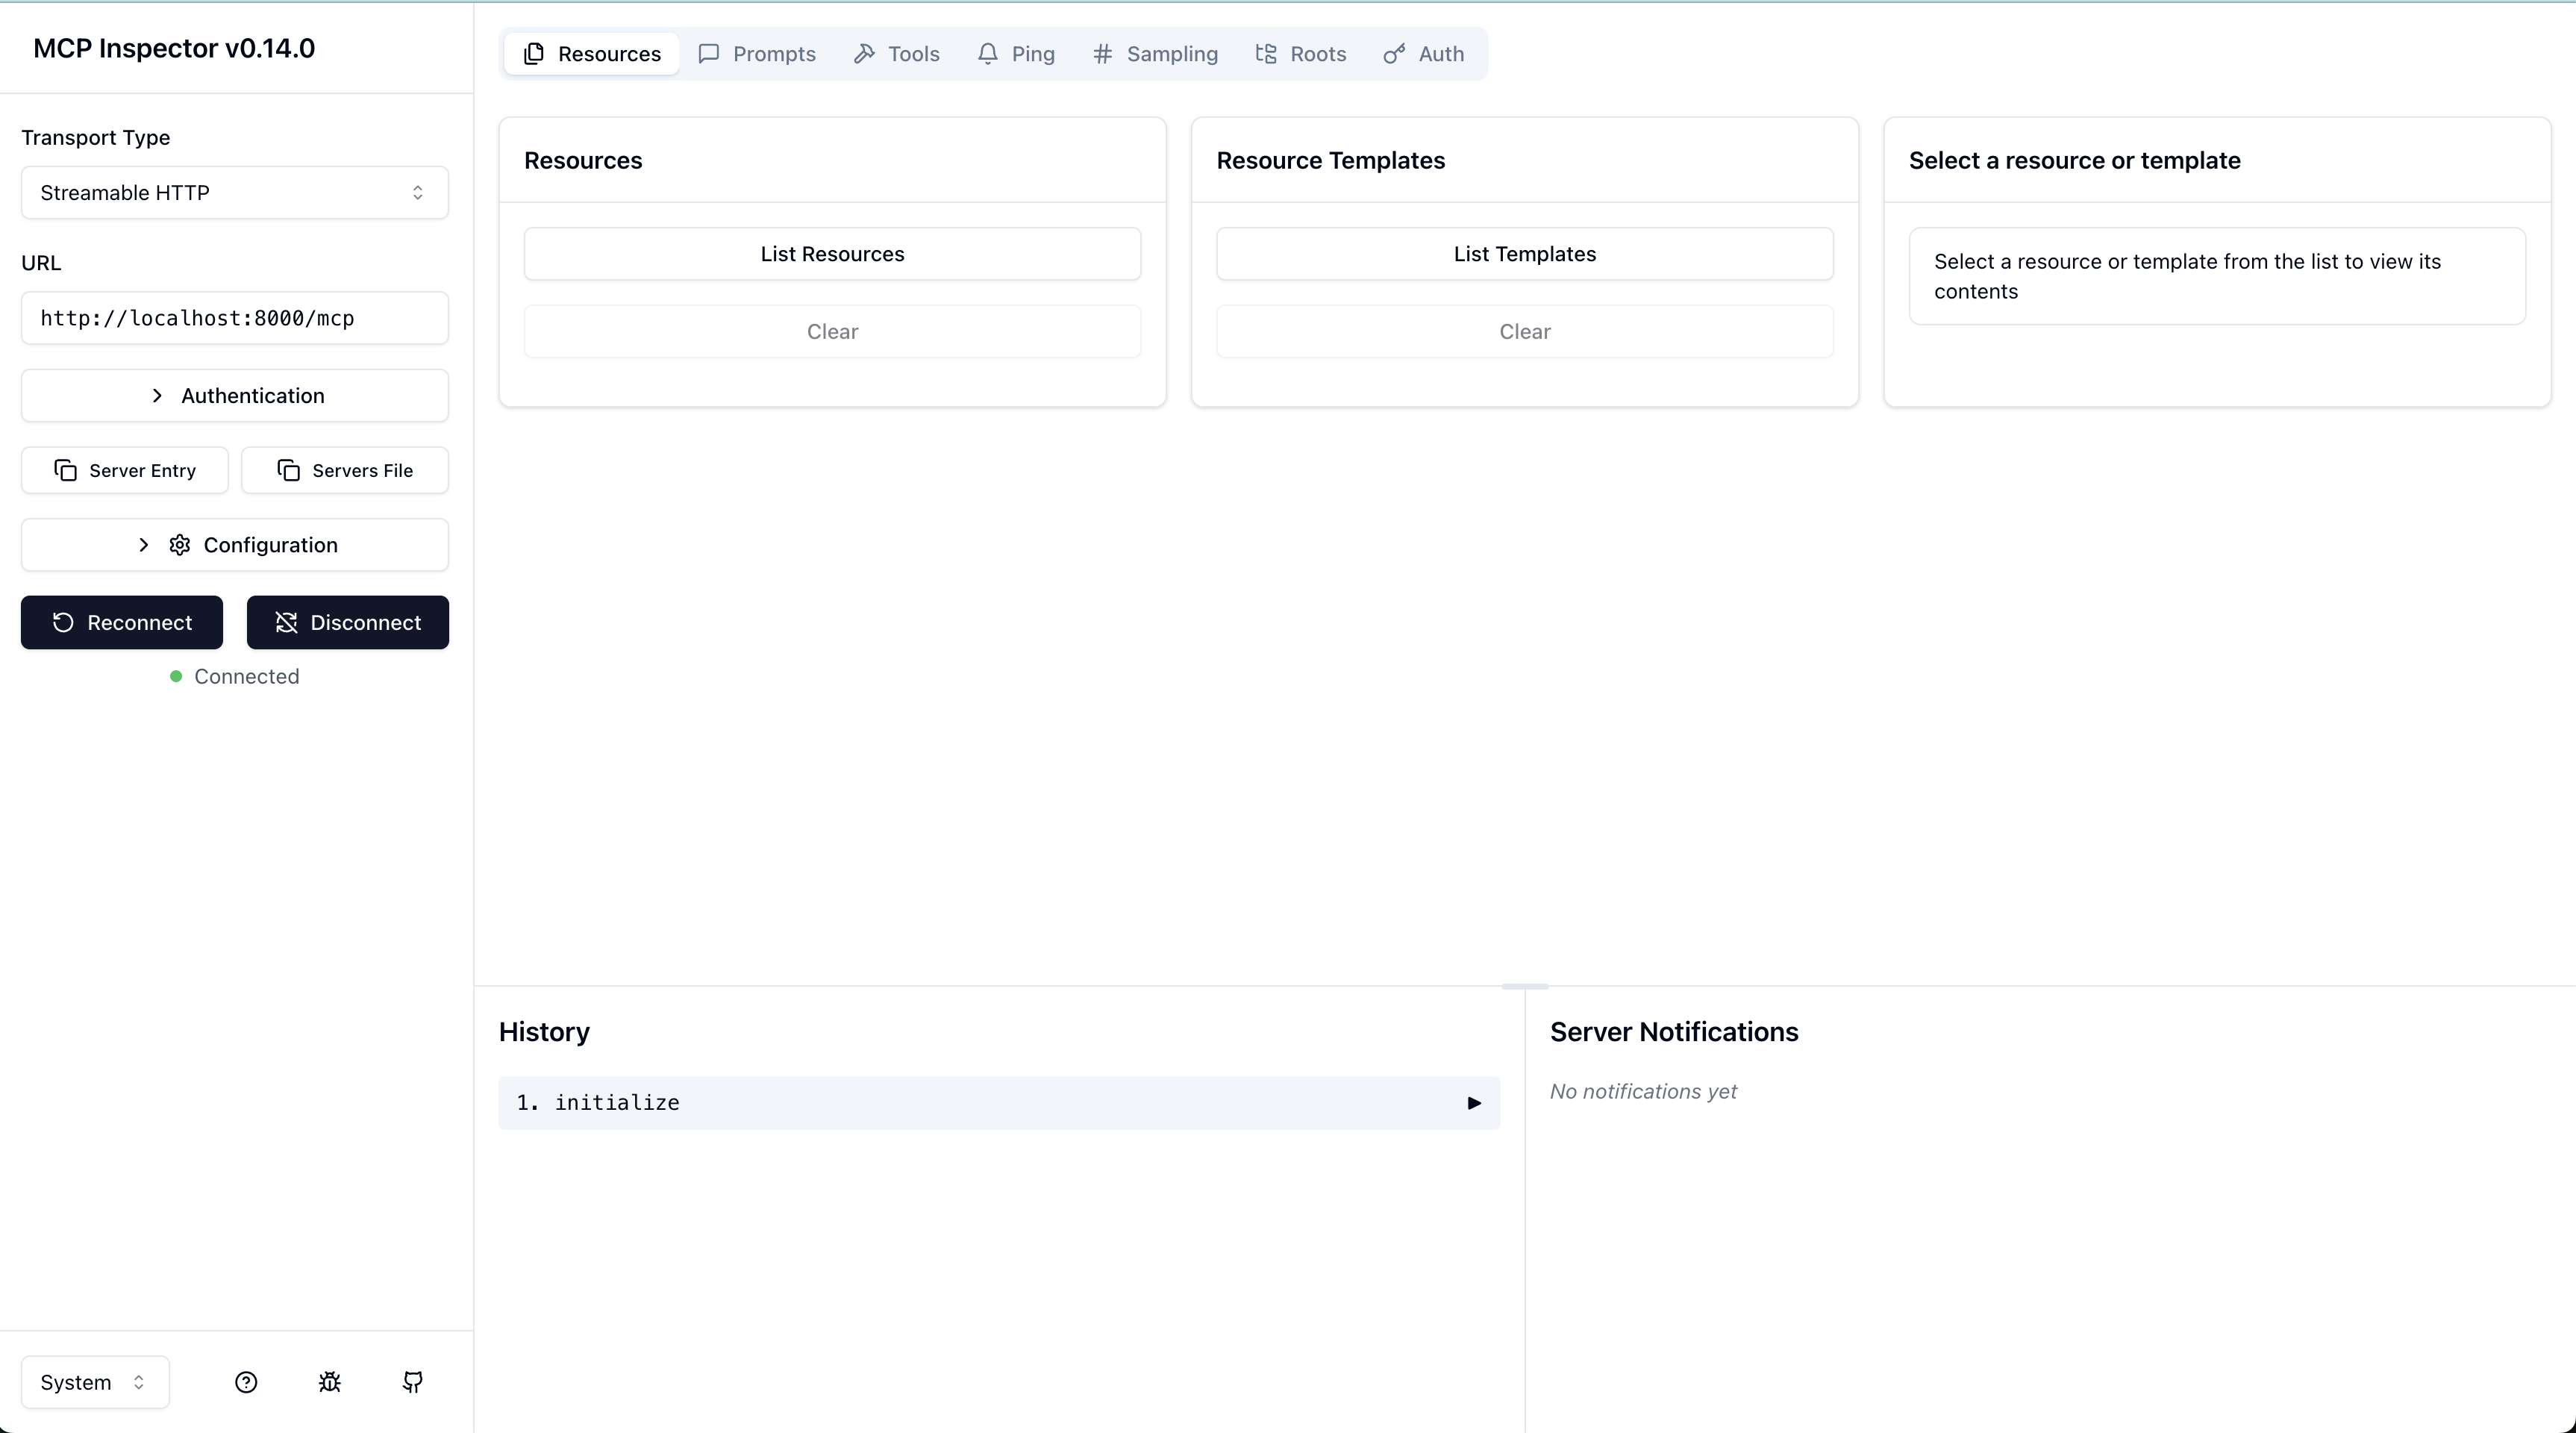 MCP Inspector v0.14.0
Transport Type
Streamable HTTP
URL
http://localhost:8000/mcp
Authentication
Server Entry
Servers File
Configuration
Reconnect
Disconnect
Connected
System
Resources
Prompts
Tools
Ping
Sampling
Roots
Auth
Resources
List Resources
Clear
Resource Templates
List Templates
Clear
Select a resource or template
Select a resource or template from the list to view its
contents
History
1. initialize
Server Notifications
No notifications yet